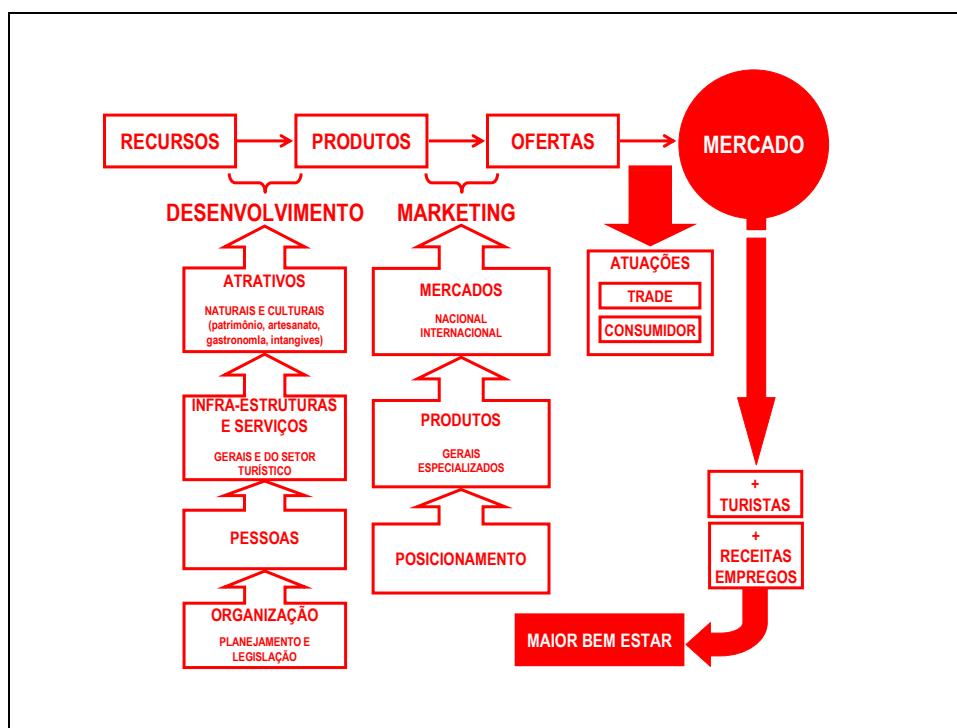 RECURSOS
PRODUTOS
OFERTAS
MERCADO
DESENVOLVIMENTO
MARKETING
ATRATIVOS
NATURAIS E CULTURAIS
(patrimônio, artesanato,
gastronomIa, intangives)
INFRA-ESTRUTURAS
E SERVIÇOS
GERAIS E DO SETOR
TURÍSTICO
PESSOAS
ORGANIZAÇÃO
PLANEJAMENTO E
LEGISLAÇÃO
MERCADOS
NACIONAL
INTERNACIONAL
PRODUTOS
GERAIS
ESPECIALIZADOS
POSICIONAMENTO
ATUAÇÕES
TRADE
CONSUMIDOR
+
TURISTAS
+
RECEITAS
EMPREGOS
MAIOR BEM ESTAR